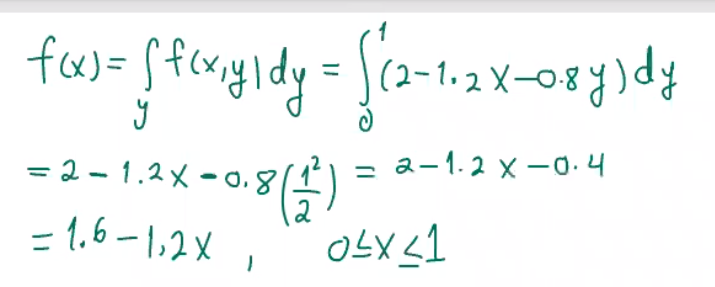 f(x) = ∫_y f(x,y) dy = ∫_0^1 (2-1.2x-0.8y) dy
= 2 - 1.2x - 0.8(1²/2) = 2-1.2x-0.4
= 1.6-1,2x , 0≤x≤1